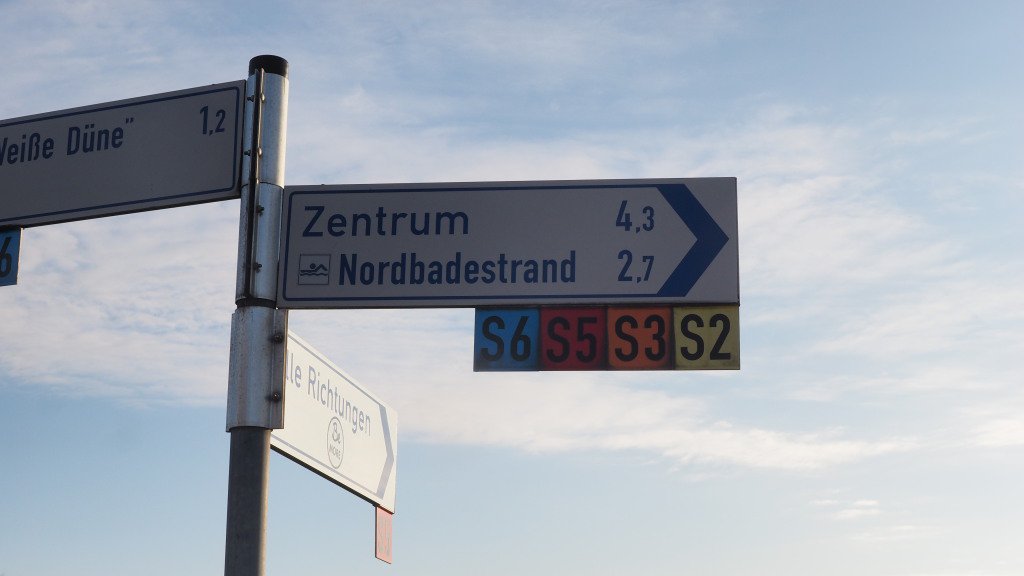 Weiße Düne" 1,2
6
Zentrum 4,3
Nordbadestrand 2,7
S6 S5 S3 S2
lle Richtungen